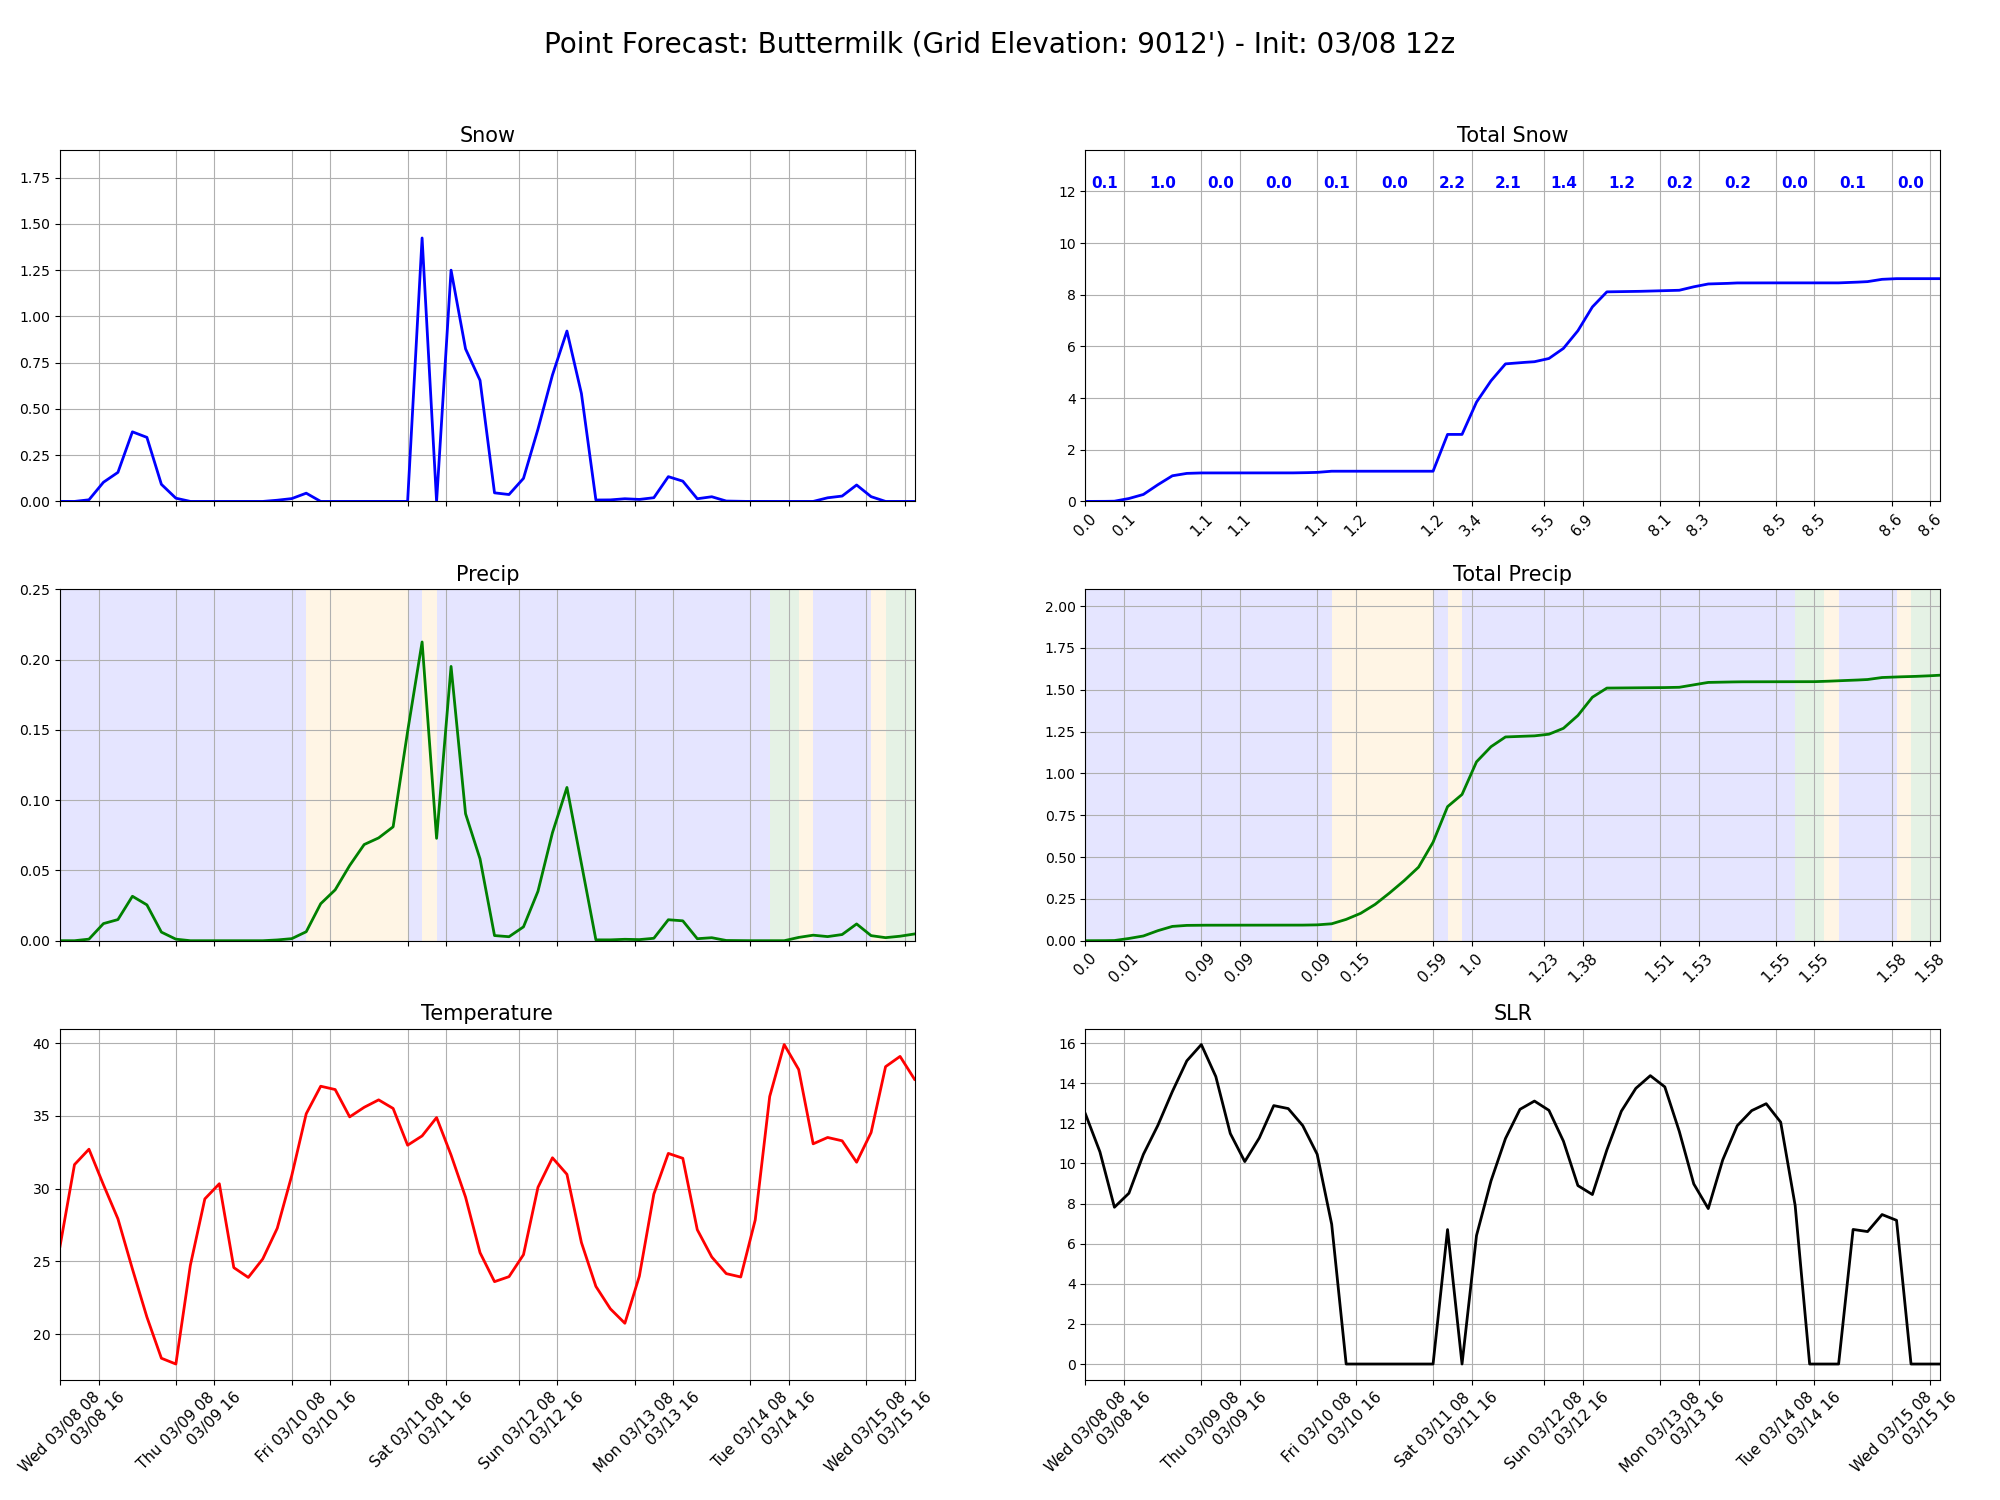 Point Forecast: Buttermilk (Grid Elevation: 9012') - Init: 03/08 12z
Snow
1.75
1.50
1.25
1.00
0.75
0.50
0.25
0.00
Total Snow
0.1 1.0 0.0 0.0 0.1 0.0 2.2 2.1 1.4 1.2 0.2 0.2 0.0 0.1 0.0
12
10
8
6
4
2
0
0.0 0.1 1.1 1.1 1.1 1.2 1.2 3.4 5.5 6.9 8.1 8.3 8.5 8.5 8.6 8.6
Precip
0.25
0.20
0.15
0.10
0.05
0.00
Total Precip
2.00
1.75
1.50
1.25
1.00
0.75
0.50
0.25
0.00
0.0 0.01 0.09 0.09 0.09 0.15 0.59 1.0 1.23 1.38 1.51 1.53 1.55 1.55 1.58 1.58
Temperature
40
35
30
25
20
Wed 03/08 08
03/08 16
Thu 03/09 08
03/09 16
Fri 03/10 08
03/10 16
Sat 03/11 08
03/11 16
Sun 03/12 08
03/12 16
Mon 03/13 08
03/13 16
Tue 03/14 08
03/14 16
Wed 03/15 08
03/15 16
SLR
16
14
12
10
8
6
4
2
0
Wed 03/08 08
03/08 16
Thu 03/09 08
03/09 16
Fri 03/10 08
03/10 16
Sat 03/11 08
03/11 16
Sun 03/12 08
03/12 16
Mon 03/13 08
03/13 16
Tue 03/14 08
03/14 16
Wed 03/15 08
03/15 16